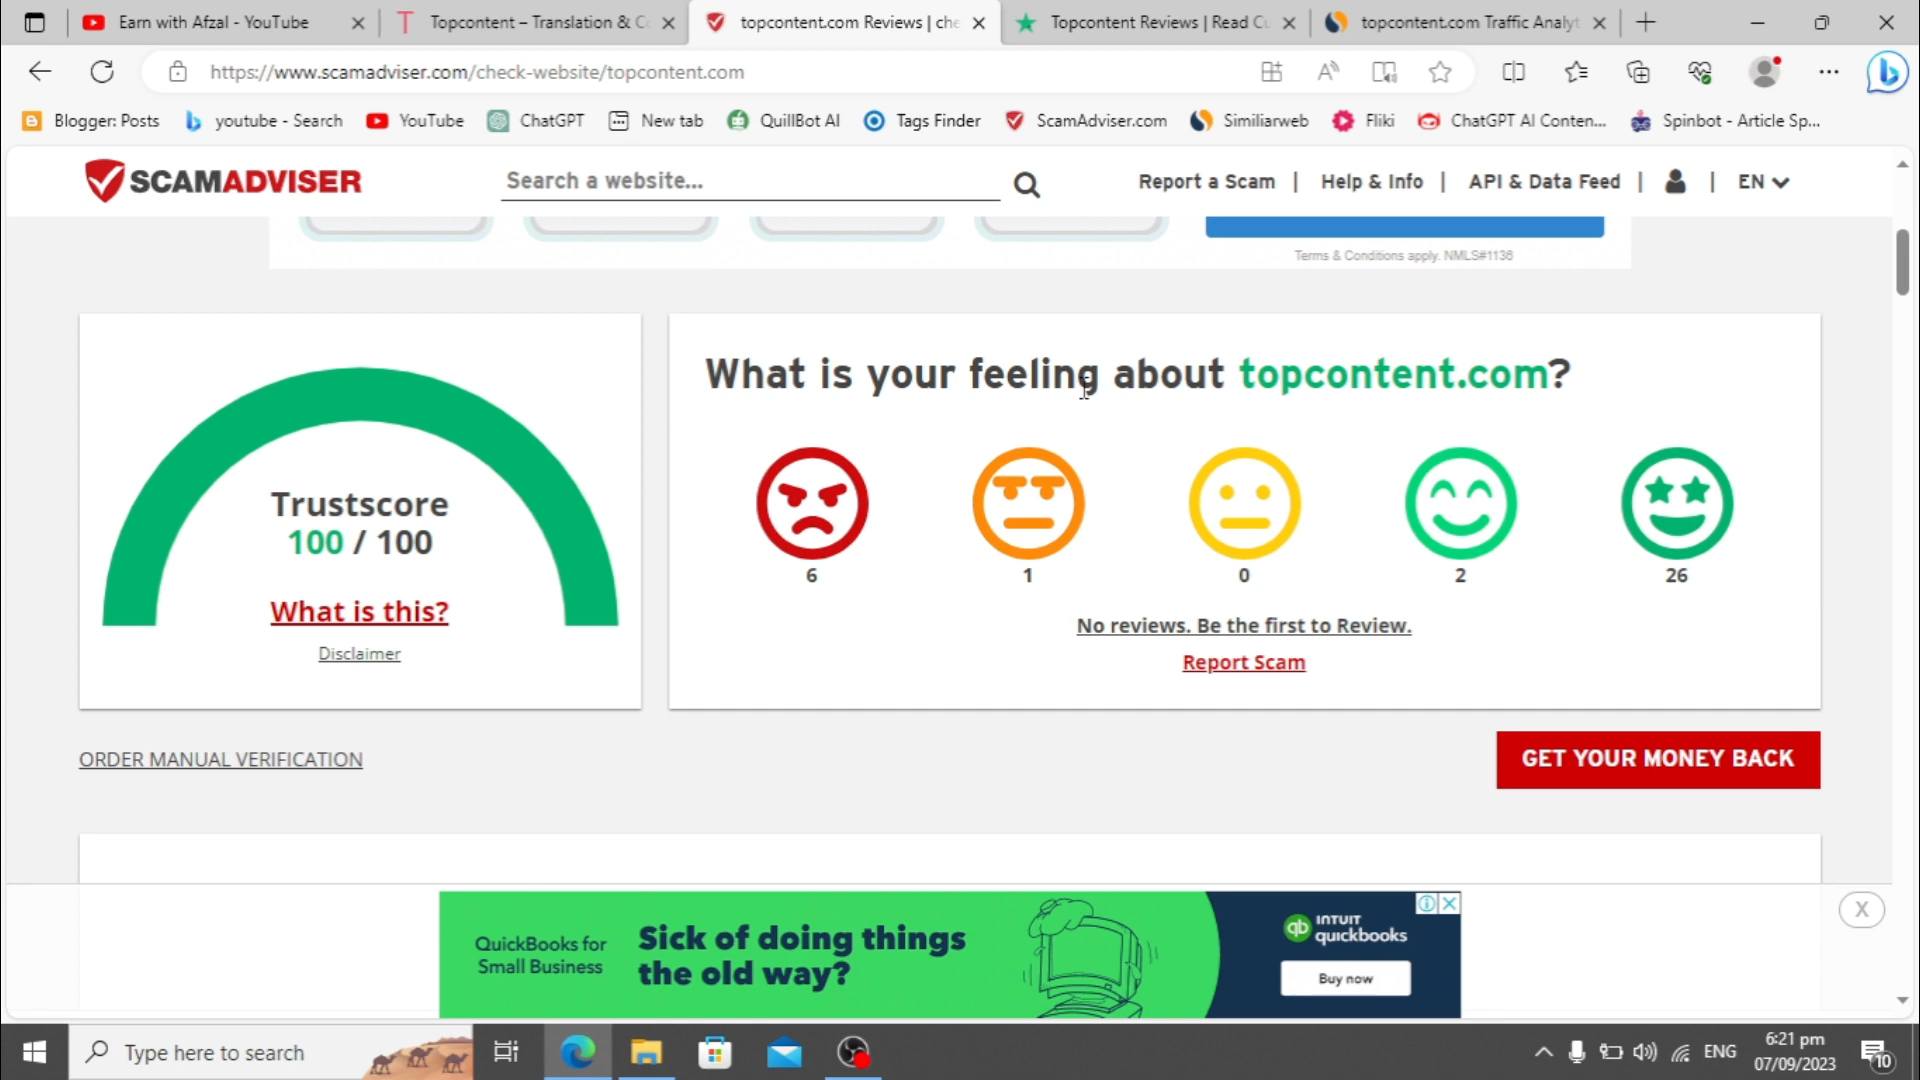 Earn with Afzal - YouTube
Topcontent – Translation & C
topcontent.com Reviews | che
Topcontent Reviews | Read Cu
topcontent.com Traffic Analyt
https://www.scamadviser.com/check-website/topcontent.com
Blogger: Posts
youtube - Search
YouTube
ChatGPT
New tab
QuillBot AI
Tags Finder
ScamAdviser.com
Similiarweb
Fliki
ChatGPT AI Conten...
Spinbot - Article Sp...
SCAMADVISER
Search a website...
Report a Scam |
Help & Info |
API & Data Feed |
|
EN
Terms & Conditions apply. NMLS#1136
Trustscore
100 / 100
What is this?
Disclaimer
What is your feeling about topcontent.com?
6
1
0
2
26
No reviews. Be the first to Review.
Report Scam
ORDER MANUAL VERIFICATION
GET YOUR MONEY BACK
QuickBooks for
Small Business
Sick of doing things
the old way?
qb
INTUIT
quickbooks
Buy now
X
Type here to search
ENG
6:21 pm
07/09/2023
10